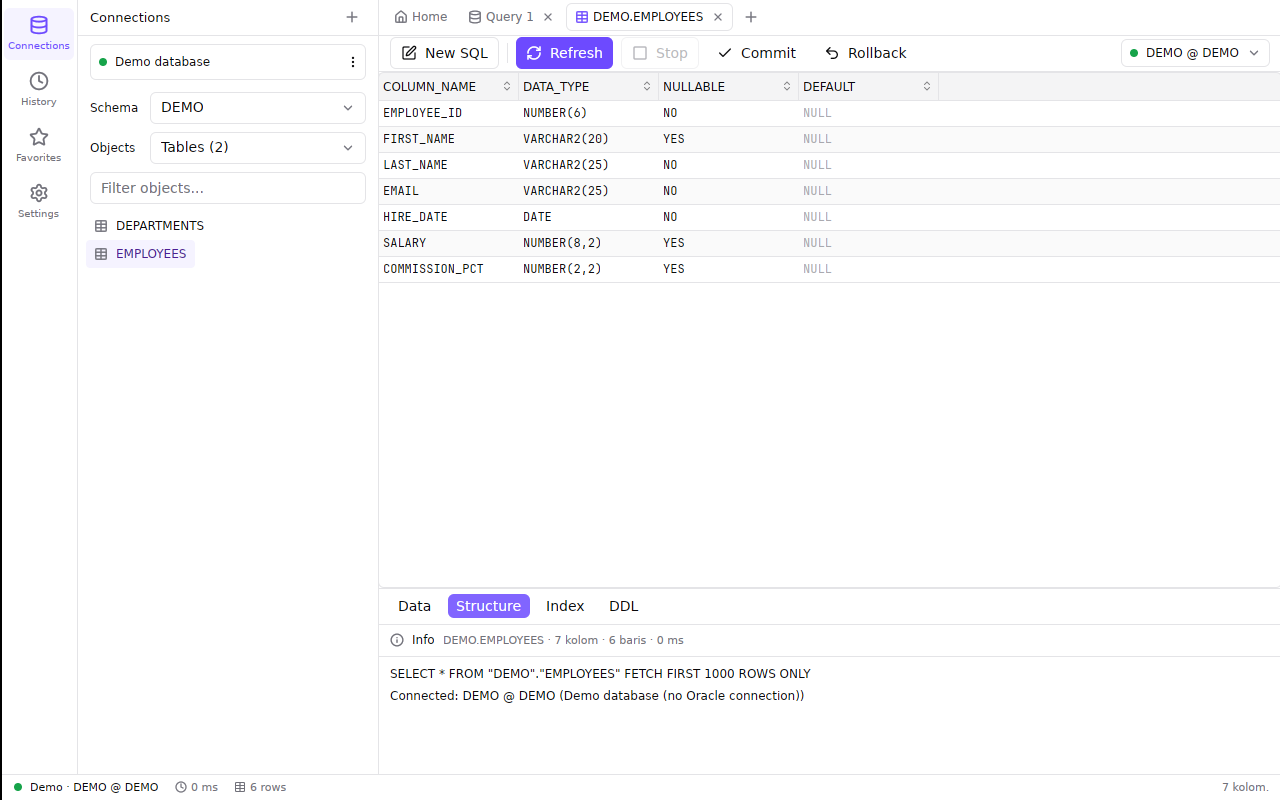 Connections
History
Favorites
Settings
Connections
Demo database
Schema
DEMO
Objects
Tables (2)
Filter objects...
DEPARTMENTS
EMPLOYEES
Home
Query 1
DEMO.EMPLOYEES
New SQL
Refresh
Stop
Commit
Rollback
DEMO @ DEMO
COLUMN_NAME DATA_TYPE NULLABLE DEFAULT
EMPLOYEE_ID NUMBER(6) NO NULL
FIRST_NAME VARCHAR2(20) YES NULL
LAST_NAME VARCHAR2(25) NO NULL
EMAIL VARCHAR2(25) NO NULL
HIRE_DATE DATE NO NULL
SALARY NUMBER(8,2) YES NULL
COMMISSION_PCT NUMBER(2,2) YES NULL
Data Structure Index DDL
Info DEMO.EMPLOYEES · 7 kolom · 6 baris · 0 ms
SELECT * FROM "DEMO"."EMPLOYEES" FETCH FIRST 1000 ROWS ONLY
Connected: DEMO @ DEMO (Demo database (no Oracle connection))
Demo · DEMO @ DEMO 0 ms 6 rows 7 kolom.